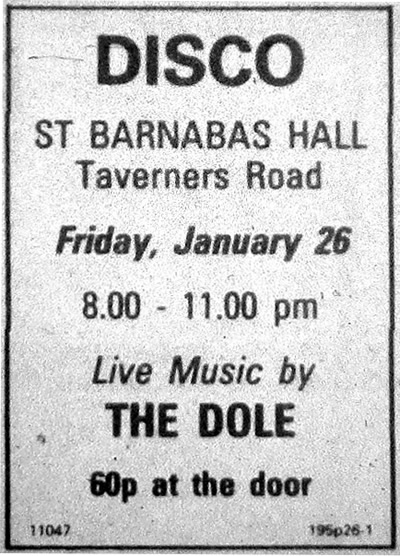 DISCO
ST BARNABAS HALL
Taverners Road
Friday, January 26
8.00 - 11.00 pm
Live Music by
THE DOLE
60p at the door
11047 195p26-1